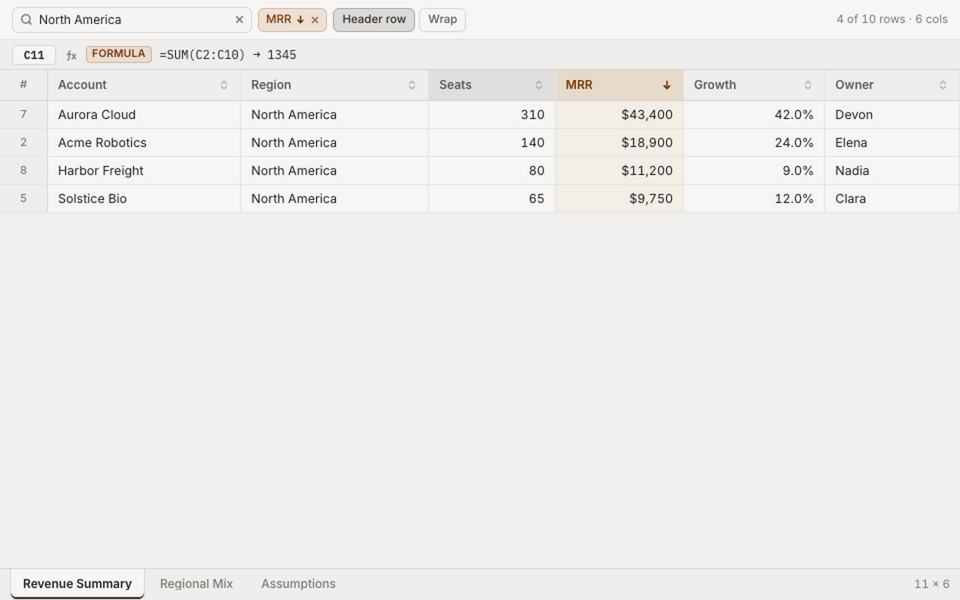 North America × MRR ↓ × Header row Wrap 4 of 10 rows · 6 cols
C11 fx FORMULA =SUM(C2:C10) → 1345
# Account Region Seats MRR ↓ Growth Owner
7 Aurora Cloud North America 310 $43,400 42.0% Devon
2 Acme Robotics North America 140 $18,900 24.0% Elena
8 Harbor Freight North America 80 $11,200 9.0% Nadia
5 Solstice Bio North America 65 $9,750 12.0% Clara
Revenue Summary Regional Mix Assumptions 11 × 6